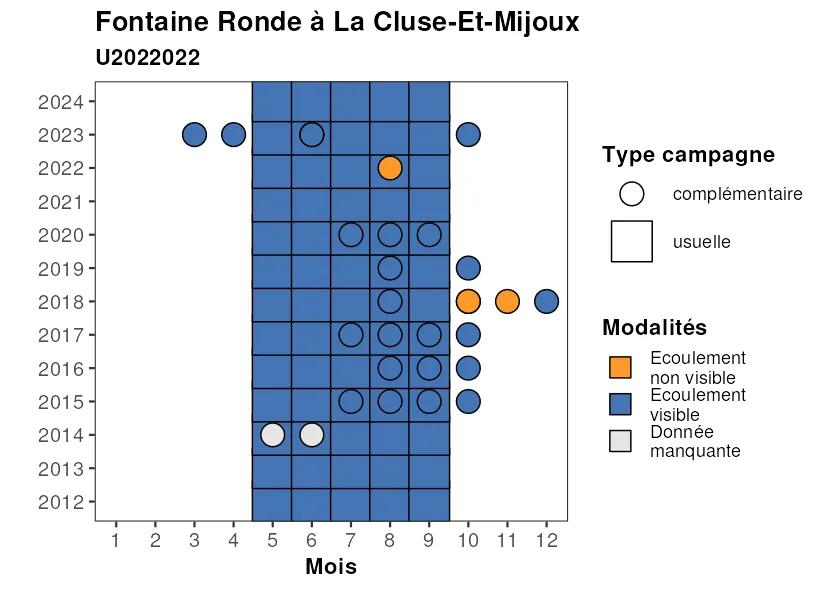 Fontaine Ronde à La Cluse-Et-Mijoux
U2022022
2024
2023
2022
2021
2020
2019
2018
2017
2016
2015
2014
2013
2012
1 2 3 4 5 6 7 8 9 10 11 12
Mois
Type campagne
complémentaire
usuelle
Modalités
Ecoulement
non visible
Ecoulement
visible
Donnée
manquante